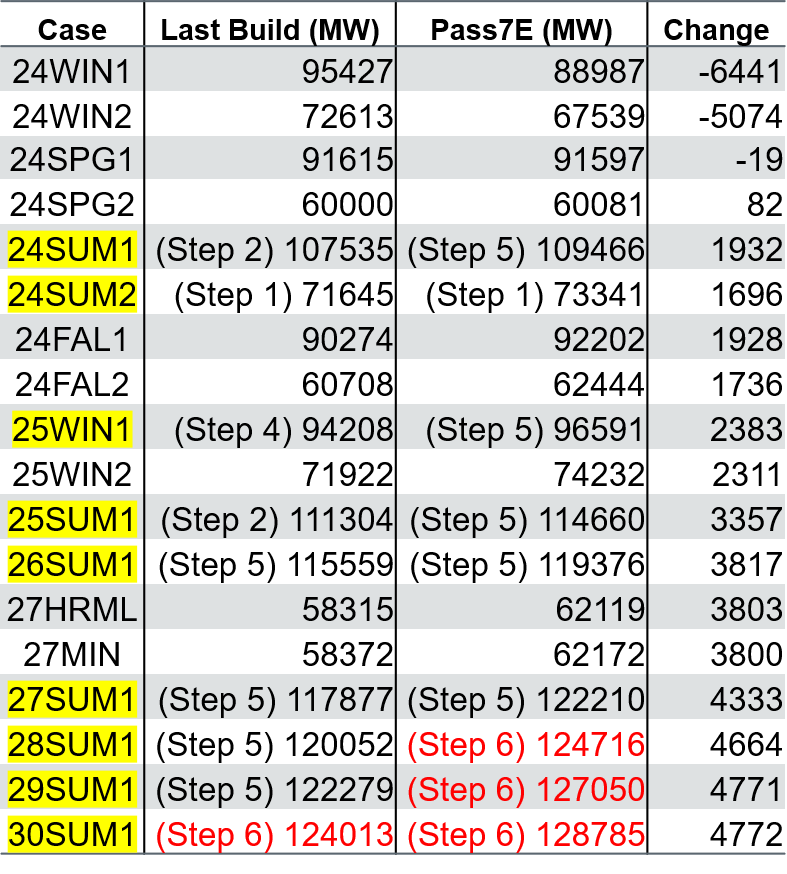 Case Last Build (MW) Pass7E (MW) Change
24WIN1 95427 88987 -6441
24WIN2 72613 67539 -5074
24SPG1 91615 91597 -19
24SPG2 60000 60081 82
24SUM1 (Step 2) 107535 (Step 5) 109466 1932
24SUM2 (Step 1) 71645 (Step 1) 73341 1696
24FAL1 90274 92202 1928
24FAL2 60708 62444 1736
25WIN1 (Step 4) 94208 (Step 5) 96591 2383
25WIN2 71922 74232 2311
25SUM1 (Step 2) 111304 (Step 5) 114660 3357
26SUM1 (Step 5) 115559 (Step 5) 119376 3817
27HRML 58315 62119 3803
27MIN 58372 62172 3800
27SUM1 (Step 5) 117877 (Step 5) 122210 4333
28SUM1 (Step 5) 120052 (Step 6) 124716 4664
29SUM1 (Step 5) 122279 (Step 6) 127050 4771
30SUM1 (Step 6) 124013 (Step 6) 128785 4772